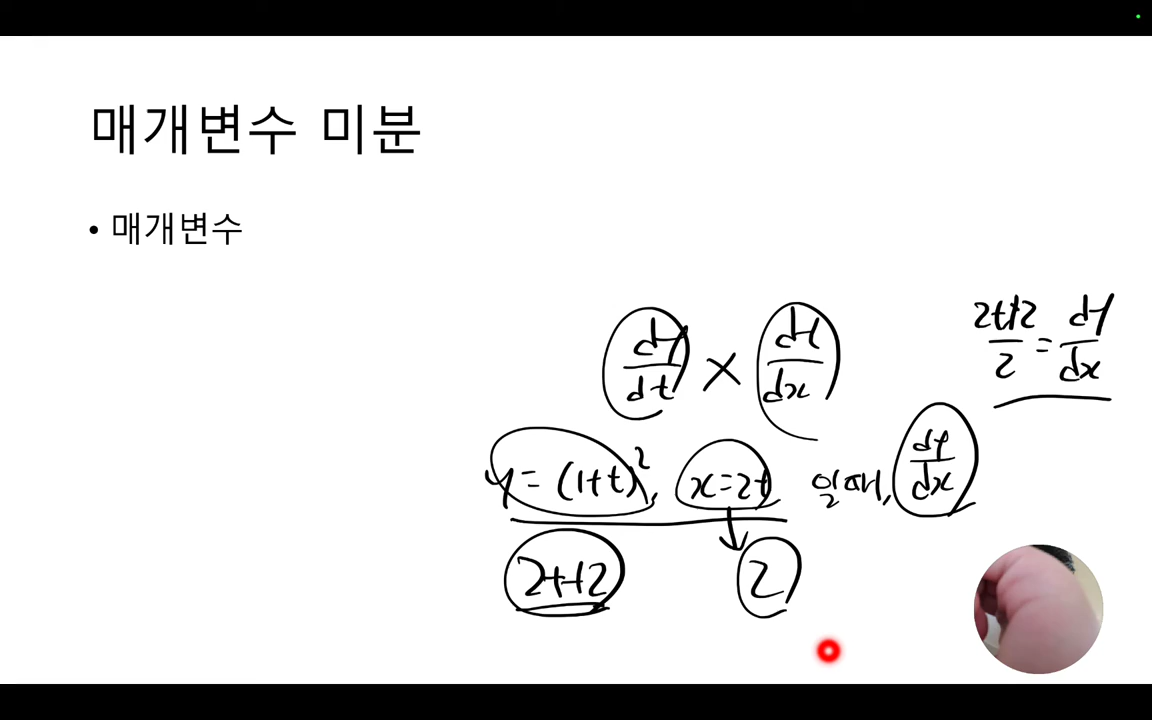 매개변수 미분
• 매개변수
dy/dt × dt/dx
2t+2/2 = dy/dx
y = (1+t)², x=2t 일때, dy/dx
2t+2 2